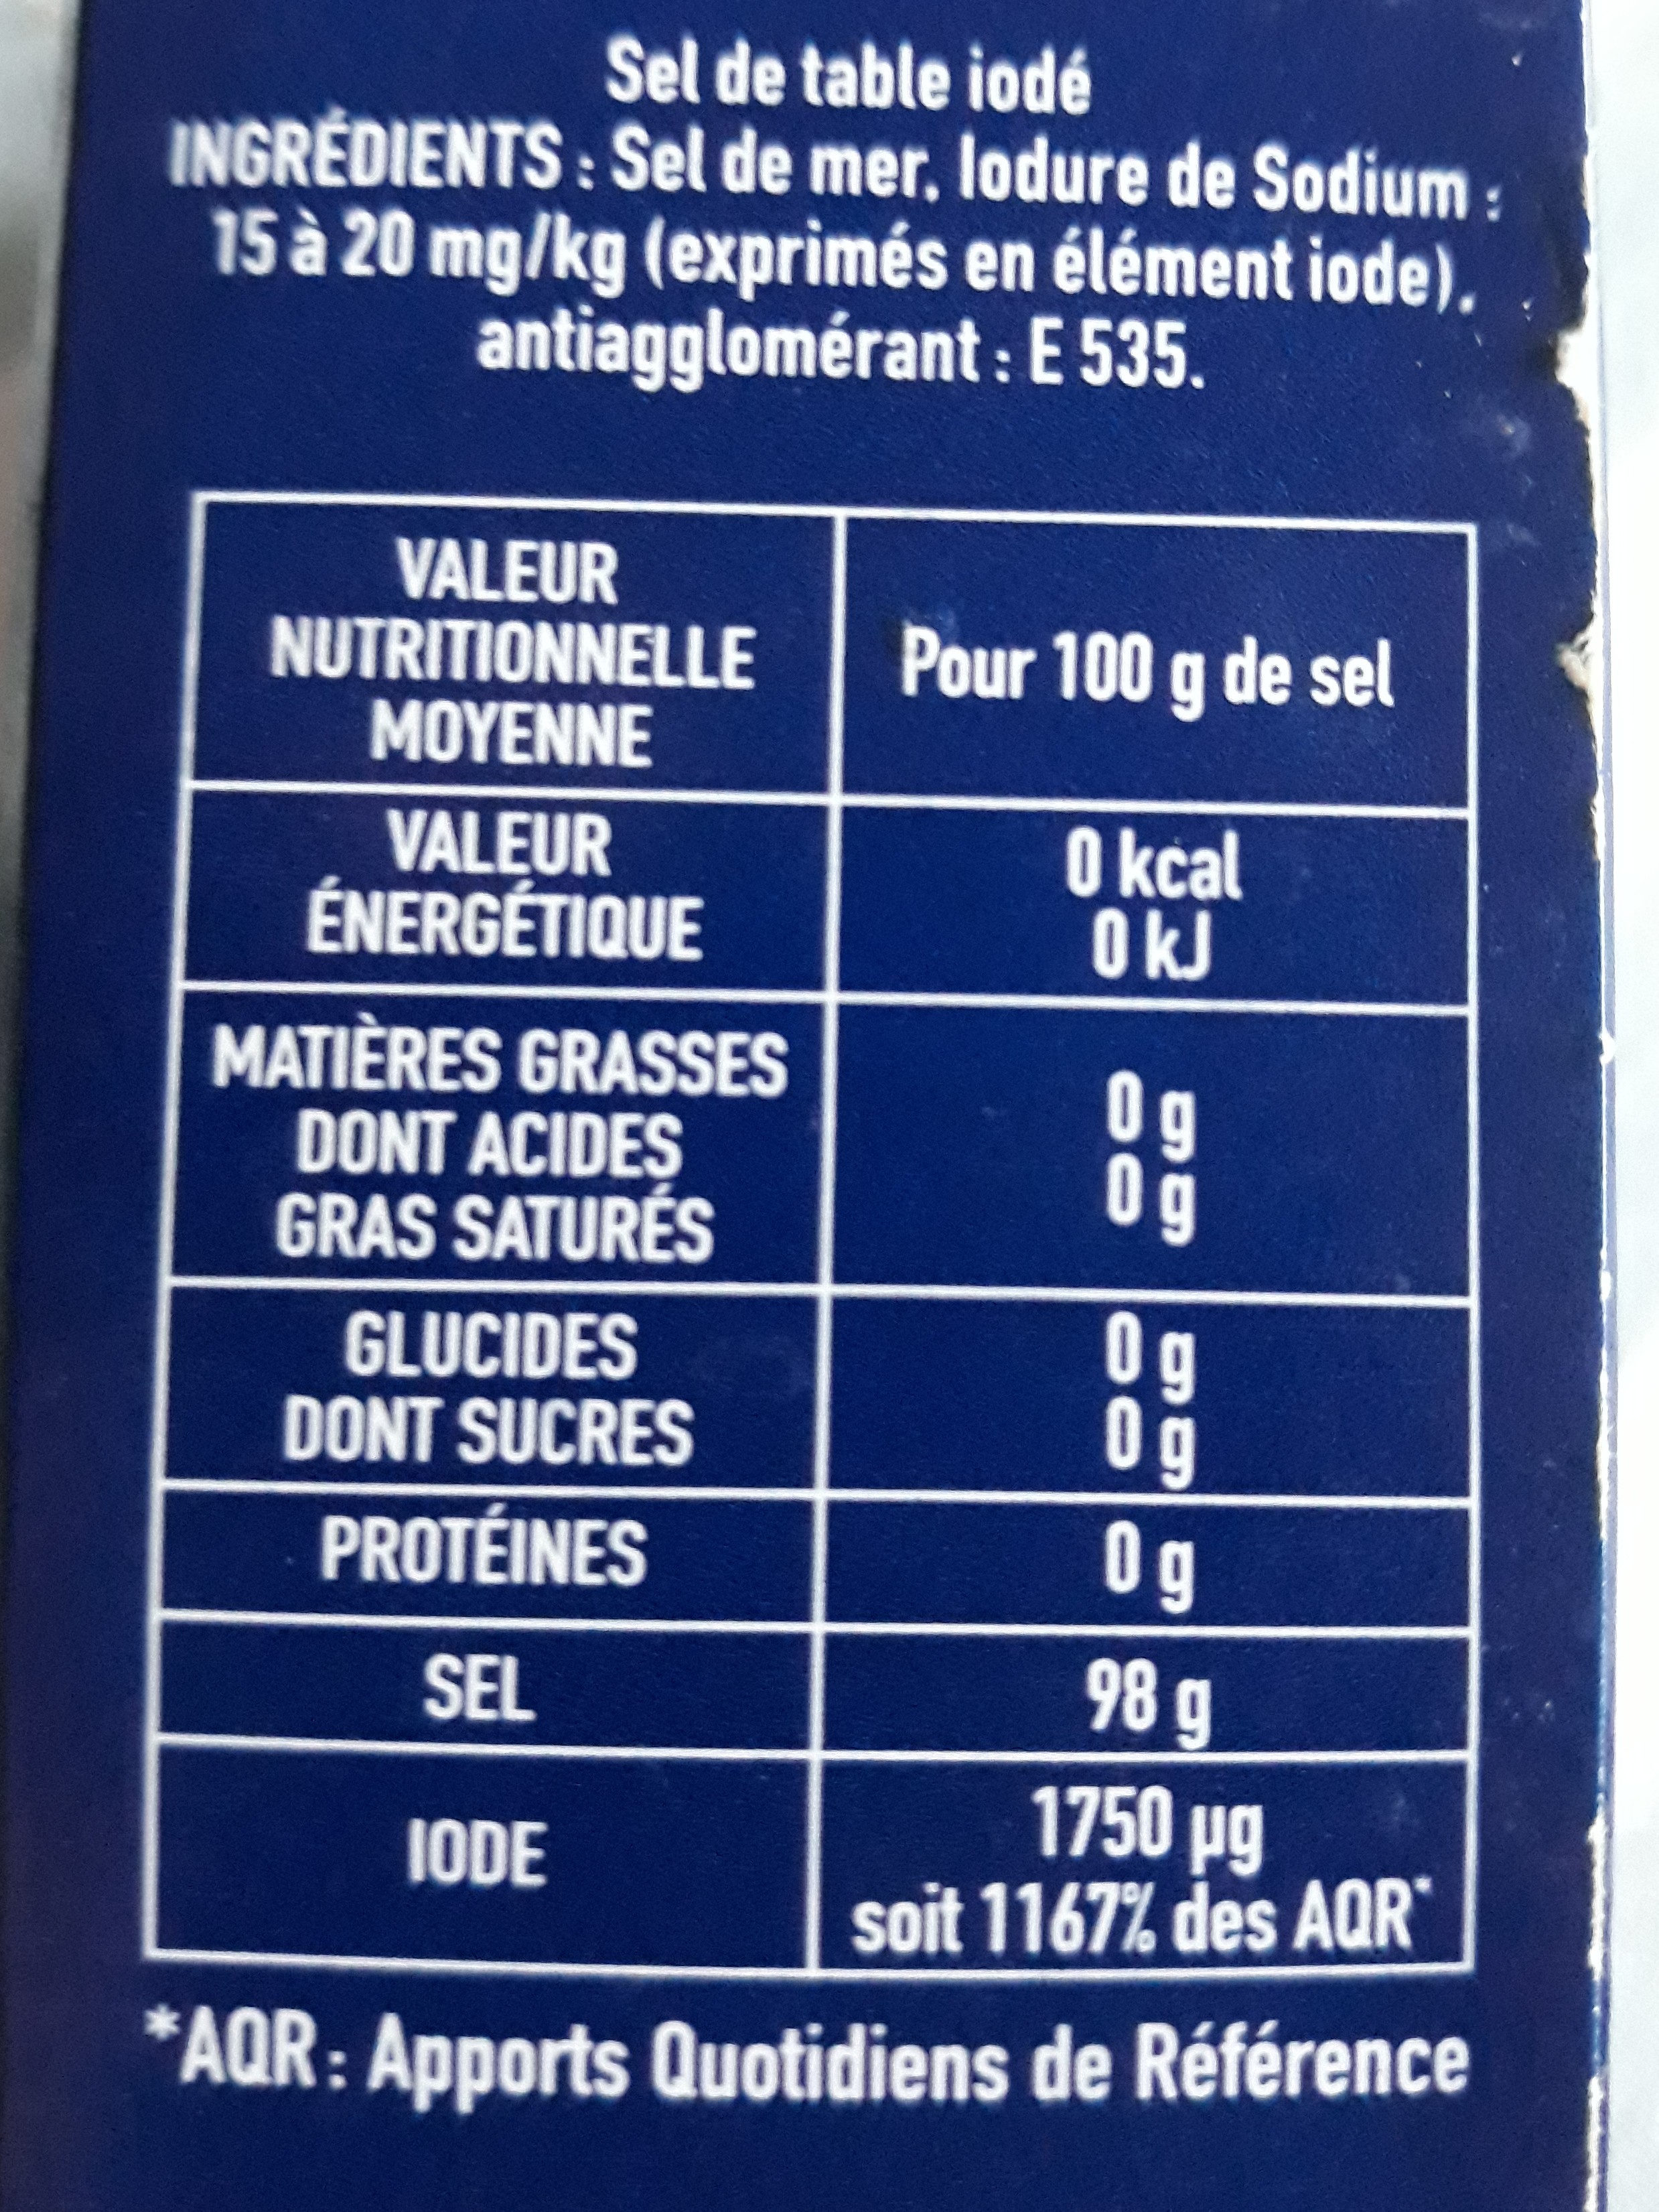 Sel de table iodé
INGRÉDIENTS : Sel de mer, Iodure de Sodium :
15 à 20 mg/kg (exprimés en élément iode),
antiagglomérant : E 535.
VALEUR
NUTRITIONNELLE
MOYENNE
Pour 100 g de sel
VALEUR
ÉNERGÉTIQUE
0 kcal
0 kJ
MATIÈRES GRASSES
DONT ACIDES
GRAS SATURÉS
0 g
0 g
GLUCIDES
DONT SUCRES
0 g
0 g
PROTÉINES
0 g
SEL
98 g
IODE
1750 µg
soit 1167% des AQR*
*AQR : Apports Quotidiens de Référence